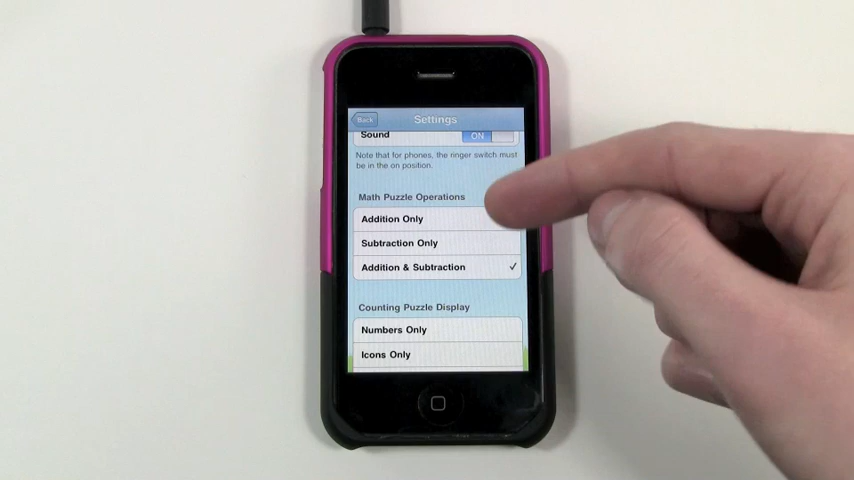 Back
Settings
Sound
ON
Note that for phones, the ringer switch must
be in the on position.
Math Puzzle Operations
Addition Only
Subtraction Only
Addition & Subtraction
Counting Puzzle Display
Numbers Only
Icons Only